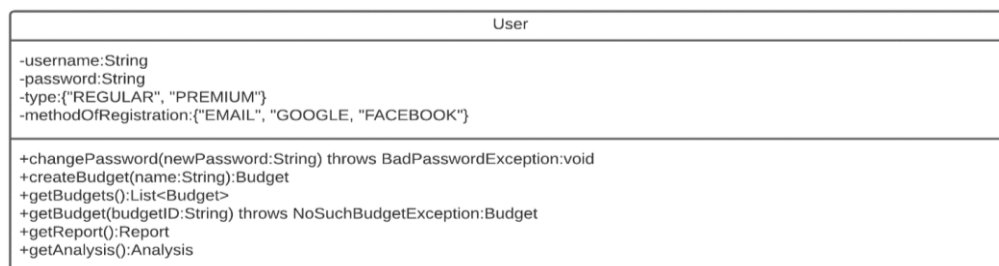 User
-username:String
-password:String
-type:{"REGULAR", "PREMIUM"}
-methodOfRegistration:{"EMAIL", "GOOGLE, "FACEBOOK"}
+changePassword(newPassword:String) throws BadPasswordException:void
+createBudget(name:String):Budget
+getBudgets():List<Budget>
+getBudget(budgetID:String) throws NoSuchBudgetException:Budget
+getReport():Report
+getAnalysis():Analysis